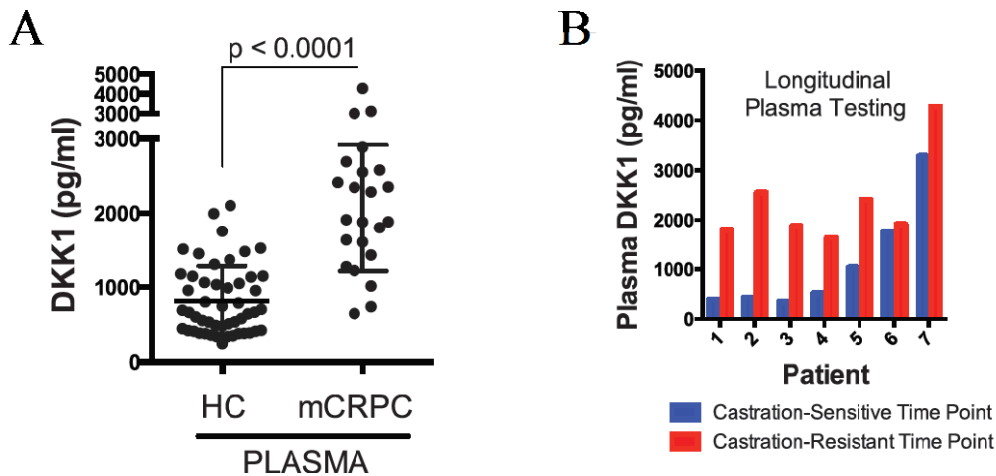 A
p < 0.0001
DKK1 (pg/ml)
5000
4000
3000
3000
2000
1000
0
HC mCRPC
PLASMA
B
Longitudinal
Plasma Testing
Plasma DKK1 (pg/ml)
5000
4000
3000
2000
1000
0
1 2 3 4 5 6 7
Patient
Castration-Sensitive Time Point
Castration-Resistant Time Point